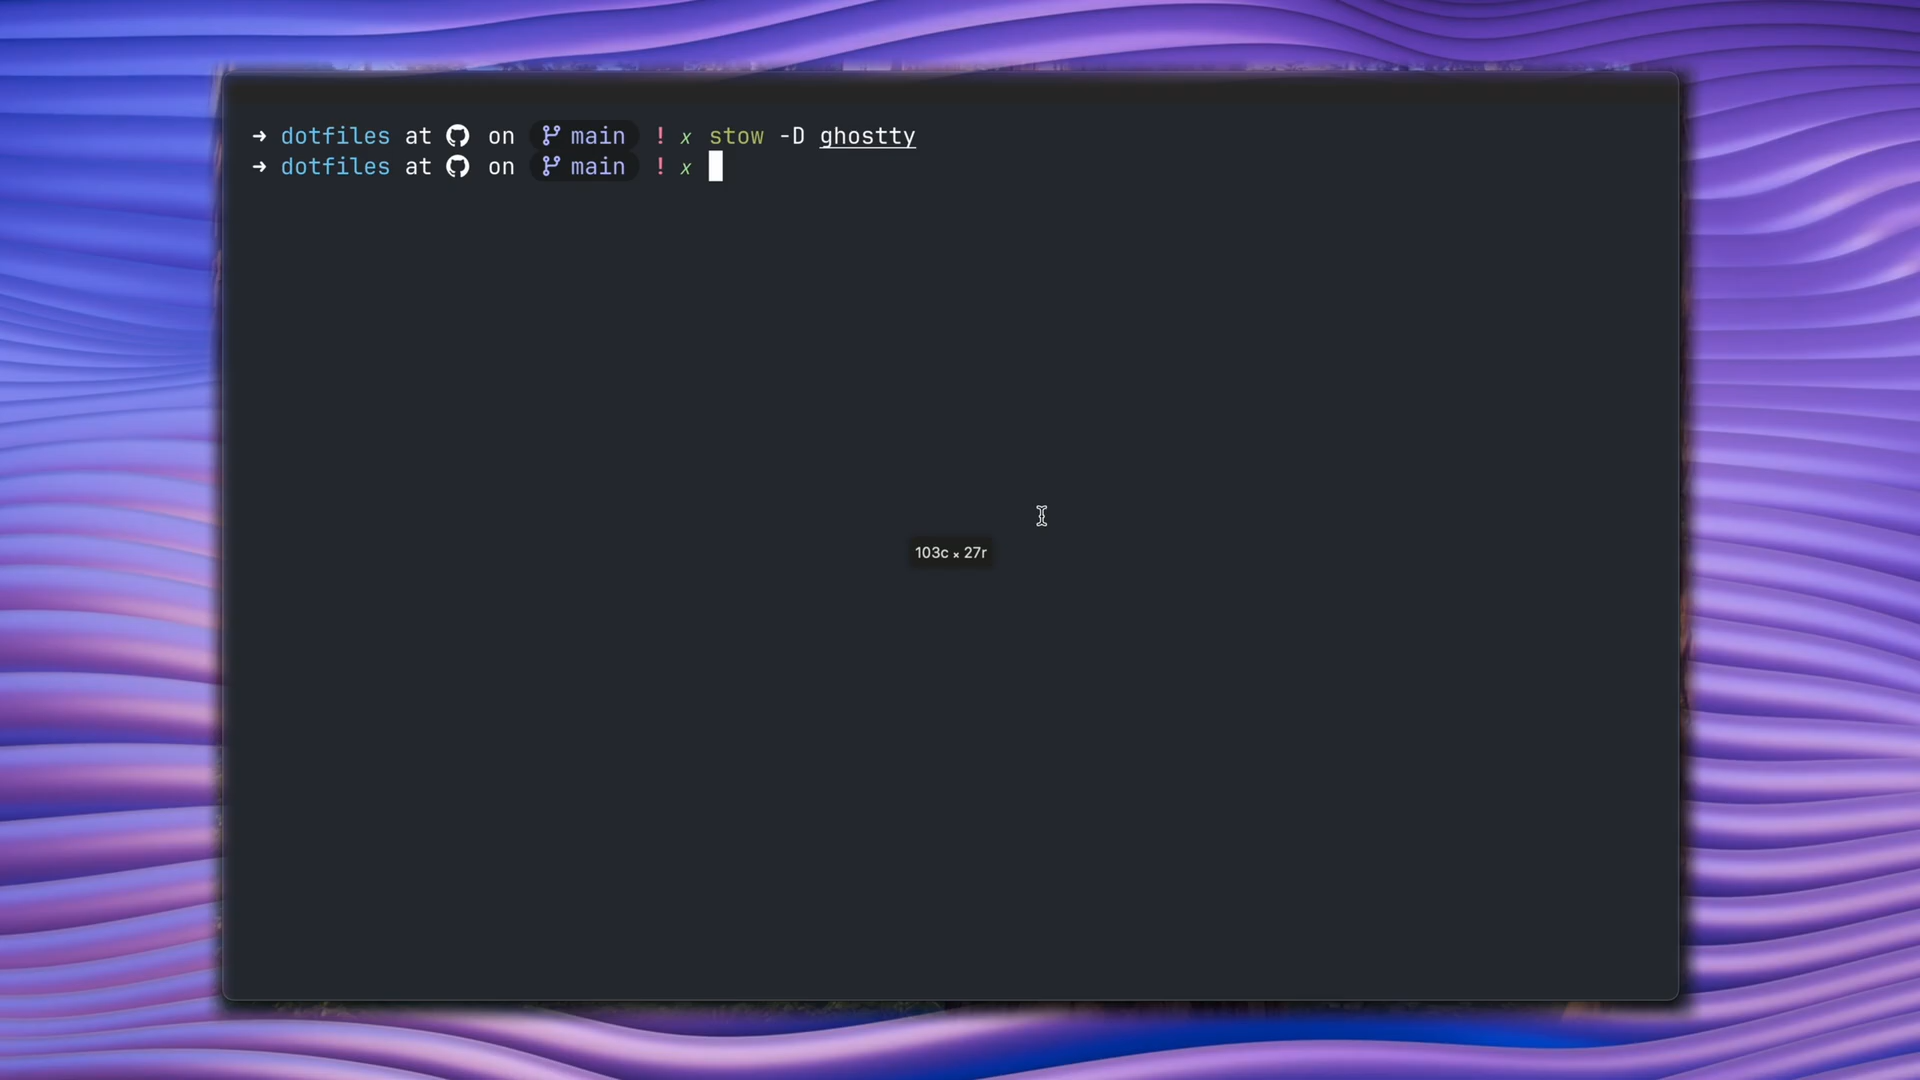 → dotfiles at on main ! x stow -D ghostty
→ dotfiles at on main ! x
103c × 27r